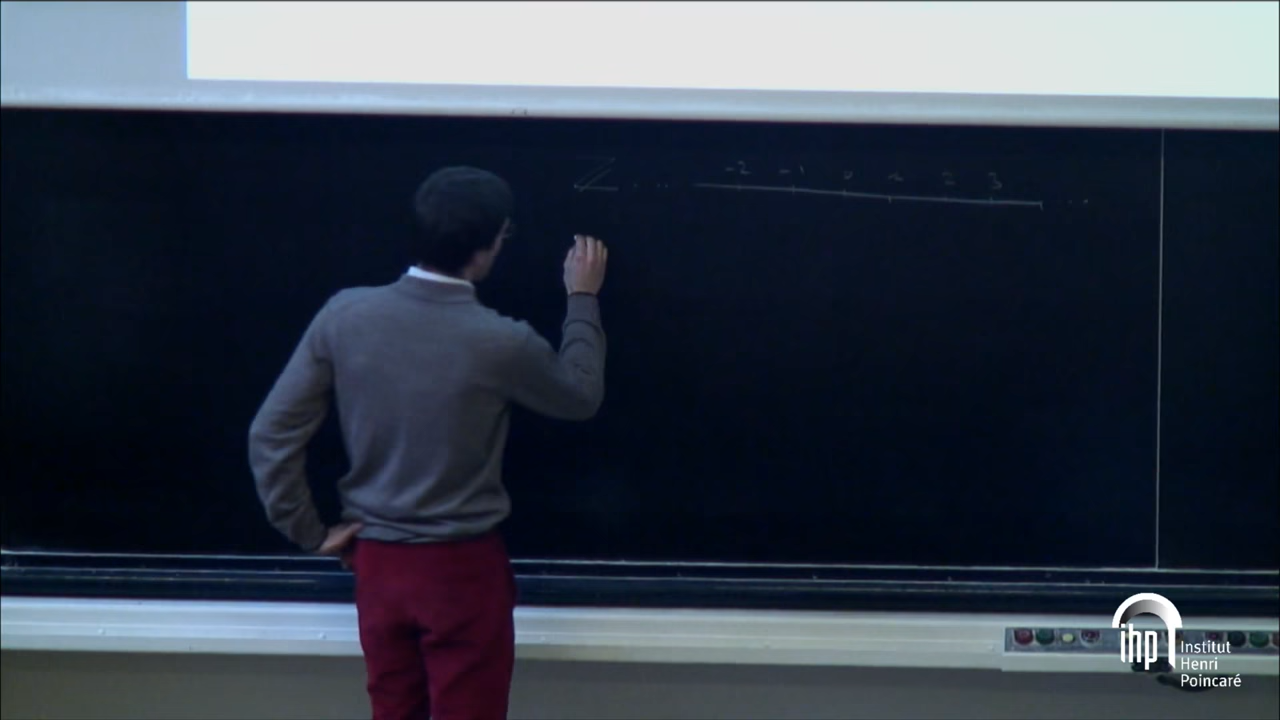 ℤ ... -2 -1 0 1 2 3 ...
ihp Institut
Henri
Poincaré